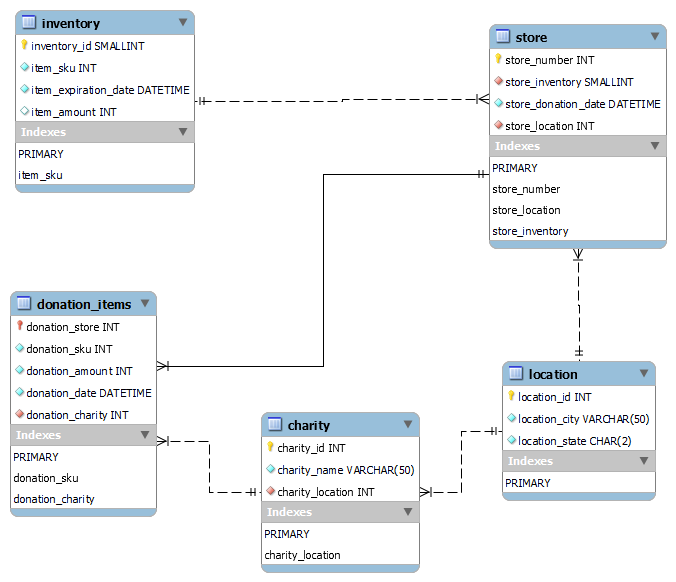 inventory
inventory_id SMALLINT
item_sku INT
item_expiration_date DATETIME
item_amount INT
Indexes
PRIMARY
item_sku
store
store_number INT
store_inventory SMALLINT
store_donation_date DATETIME
store_location INT
Indexes
PRIMARY
store_number
store_location
store_inventory
donation_items
donation_store INT
donation_sku INT
donation_amount INT
donation_date DATETIME
donation_charity INT
Indexes
PRIMARY
donation_sku
donation_charity
charity
charity_id INT
charity_name VARCHAR(50)
charity_location INT
Indexes
PRIMARY
charity_location
location
location_id INT
location_city VARCHAR(50)
location_state CHAR(2)
Indexes
PRIMARY